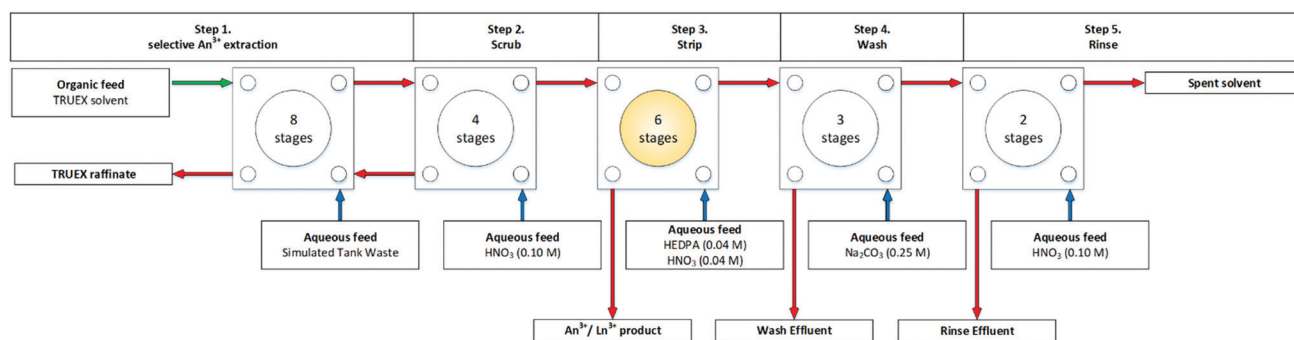 Step 1.
selective An³⁺ extraction
Step 2.
Scrub
Step 3.
Strip
Step 4.
Wash
Step 5.
Rinse
Organic feed
TRUEX solvent
8
stages
4
stages
6
stages
3
stages
2
stages
Spent solvent
TRUEX raffinate
Aqueous feed
Simulated Tank Waste
Aqueous feed
HNO₃ (0.10 M)
Aqueous feed
HEDPA (0.04 M)
HNO₃ (0.04 M)
Aqueous feed
Na₂CO₃ (0.25 M)
Aqueous feed
HNO₃ (0.10 M)
An³⁺/ Ln³⁺ product
Wash Effluent
Rinse Effluent